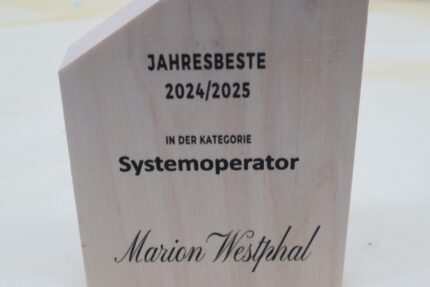 JAHRESBESTE
2024/2025
IN DER KATEGORIE
Systemoperator
Marion Westphal